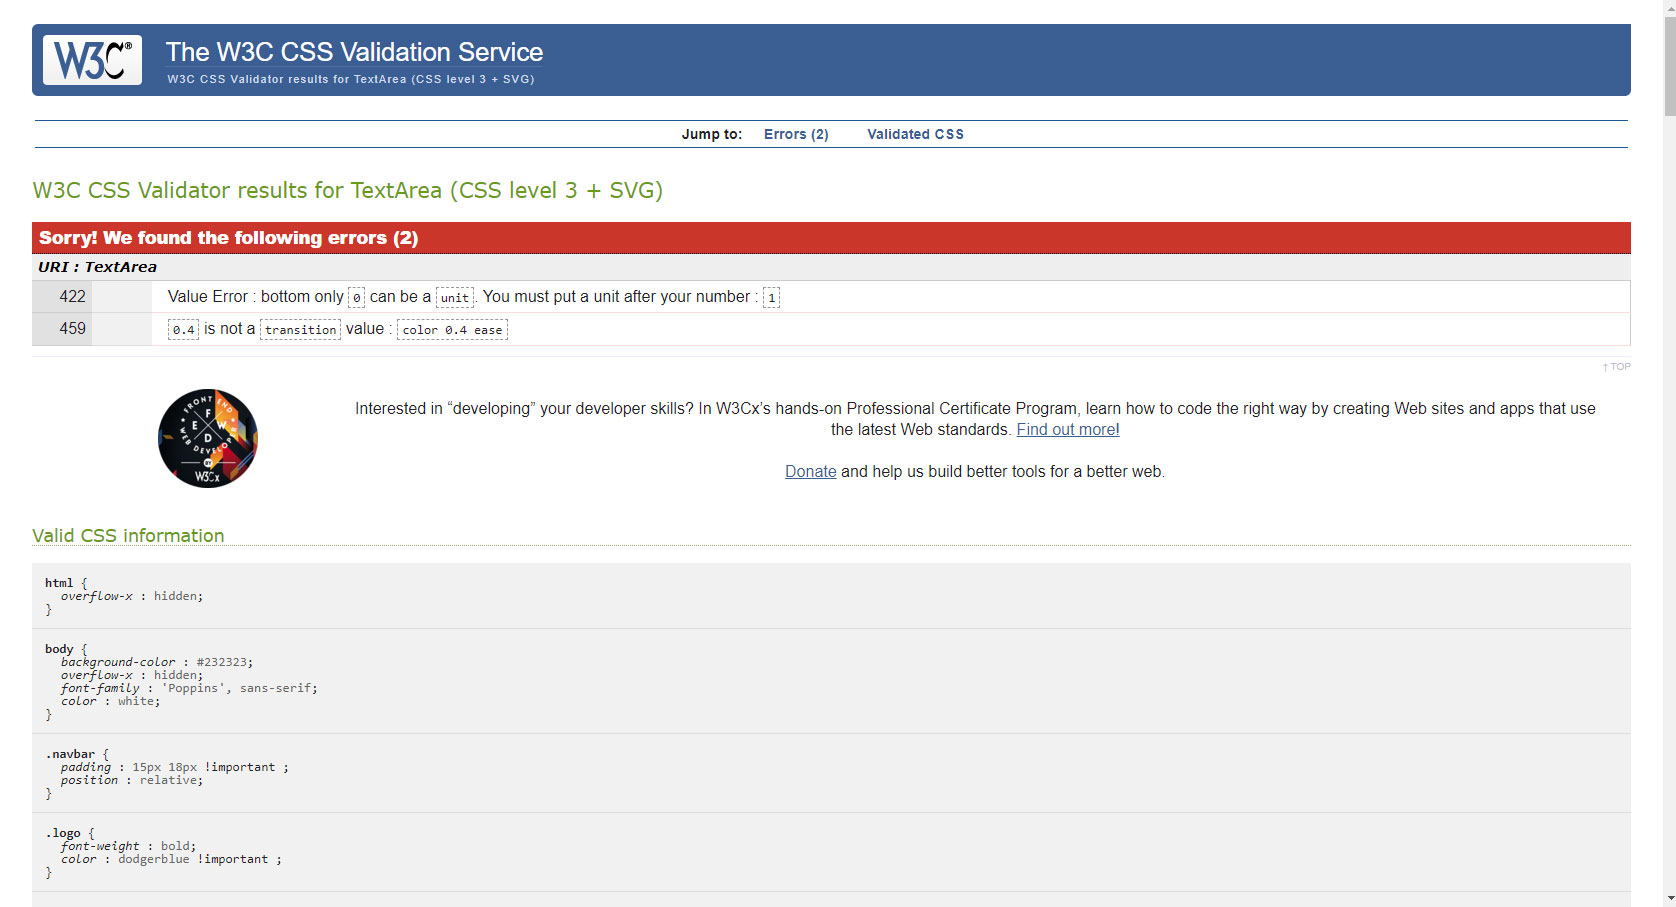 W3C®
The W3C CSS Validation Service
W3C CSS Validator results for TextArea (CSS level 3 + SVG)
Jump to: Errors (2) Validated CSS
W3C CSS Validator results for TextArea (CSS level 3 + SVG)
Sorry! We found the following errors (2)
URI : TextArea
422 Value Error : bottom only 0 can be a unit. You must put a unit after your number : 1
459 0.4 is not a transition value : color 0.4 ease
↑ TOP
FRONT END
F
E W
D
WEB DEVELOPER
BY
W3Cx
Interested in “developing” your developer skills? In W3Cx’s hands-on Professional Certificate Program, learn how to code the right way by creating Web sites and apps that use
the latest Web standards. Find out more!
Donate and help us build better tools for a better web.
Valid CSS information
html {
overflow-x : hidden;
}
body {
background-color : #232323;
overflow-x : hidden;
font-family : 'Poppins', sans-serif;
color : white;
}
.navbar {
padding : 15px 18px !important ;
position : relative;
}
.logo {
font-weight : bold;
color : dodgerblue !important ;
}